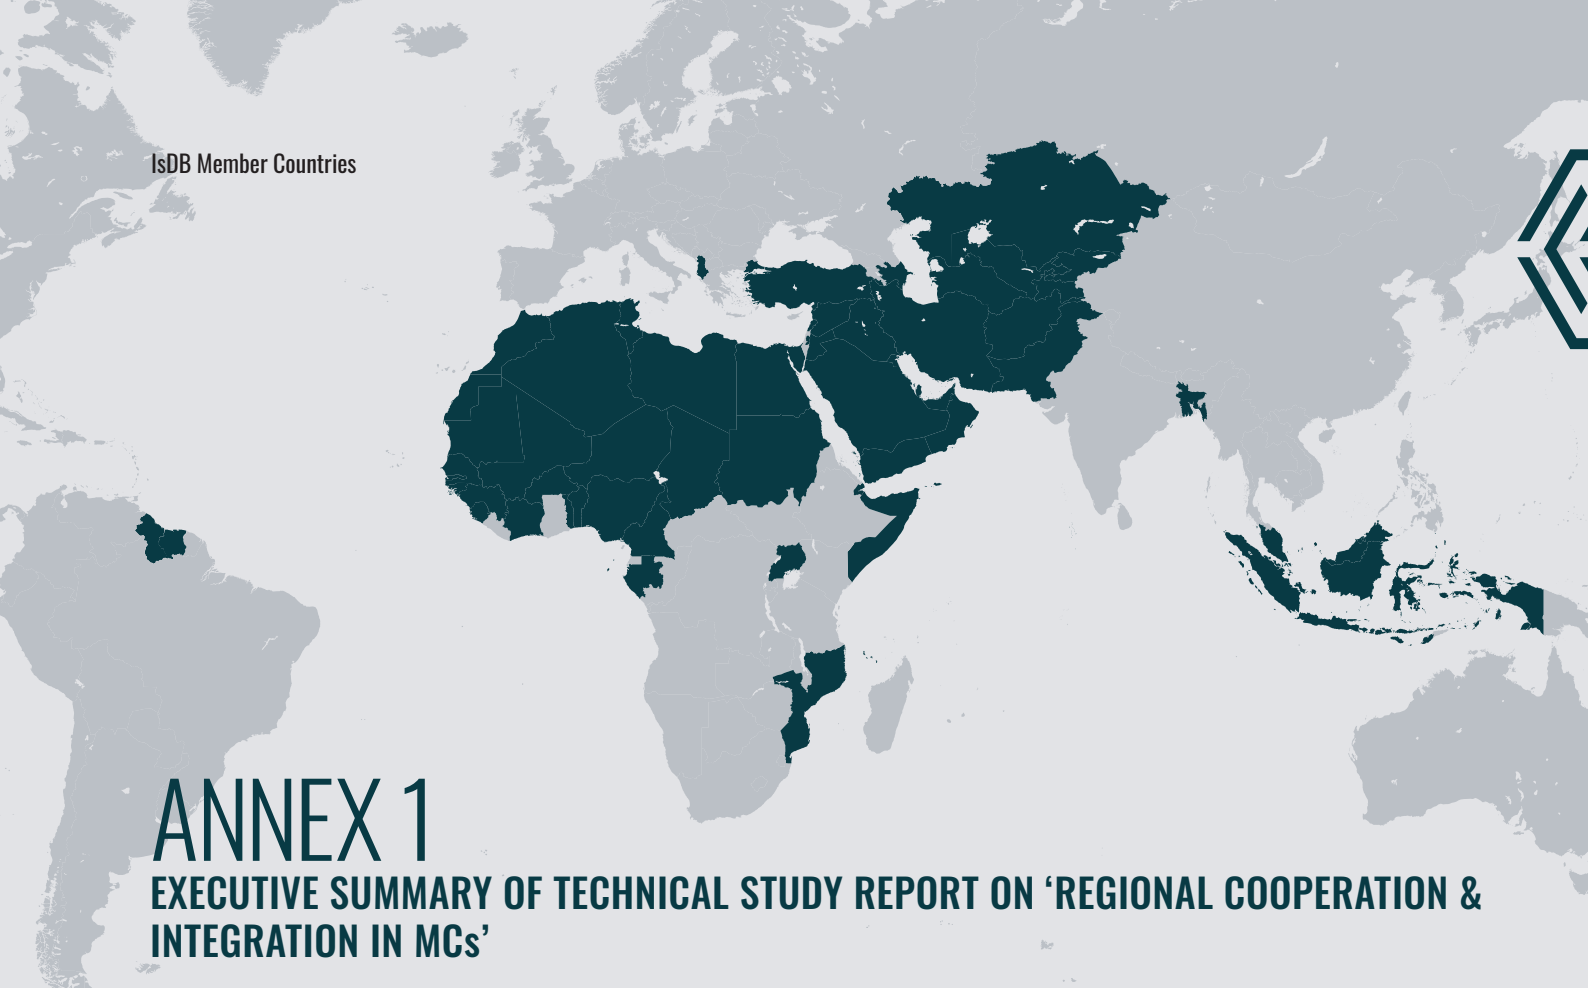 IsDB Member Countries
ANNEX 1
EXECUTIVE SUMMARY OF TECHNICAL STUDY REPORT ON ‘REGIONAL COOPERATION &
INTEGRATION IN MCs’